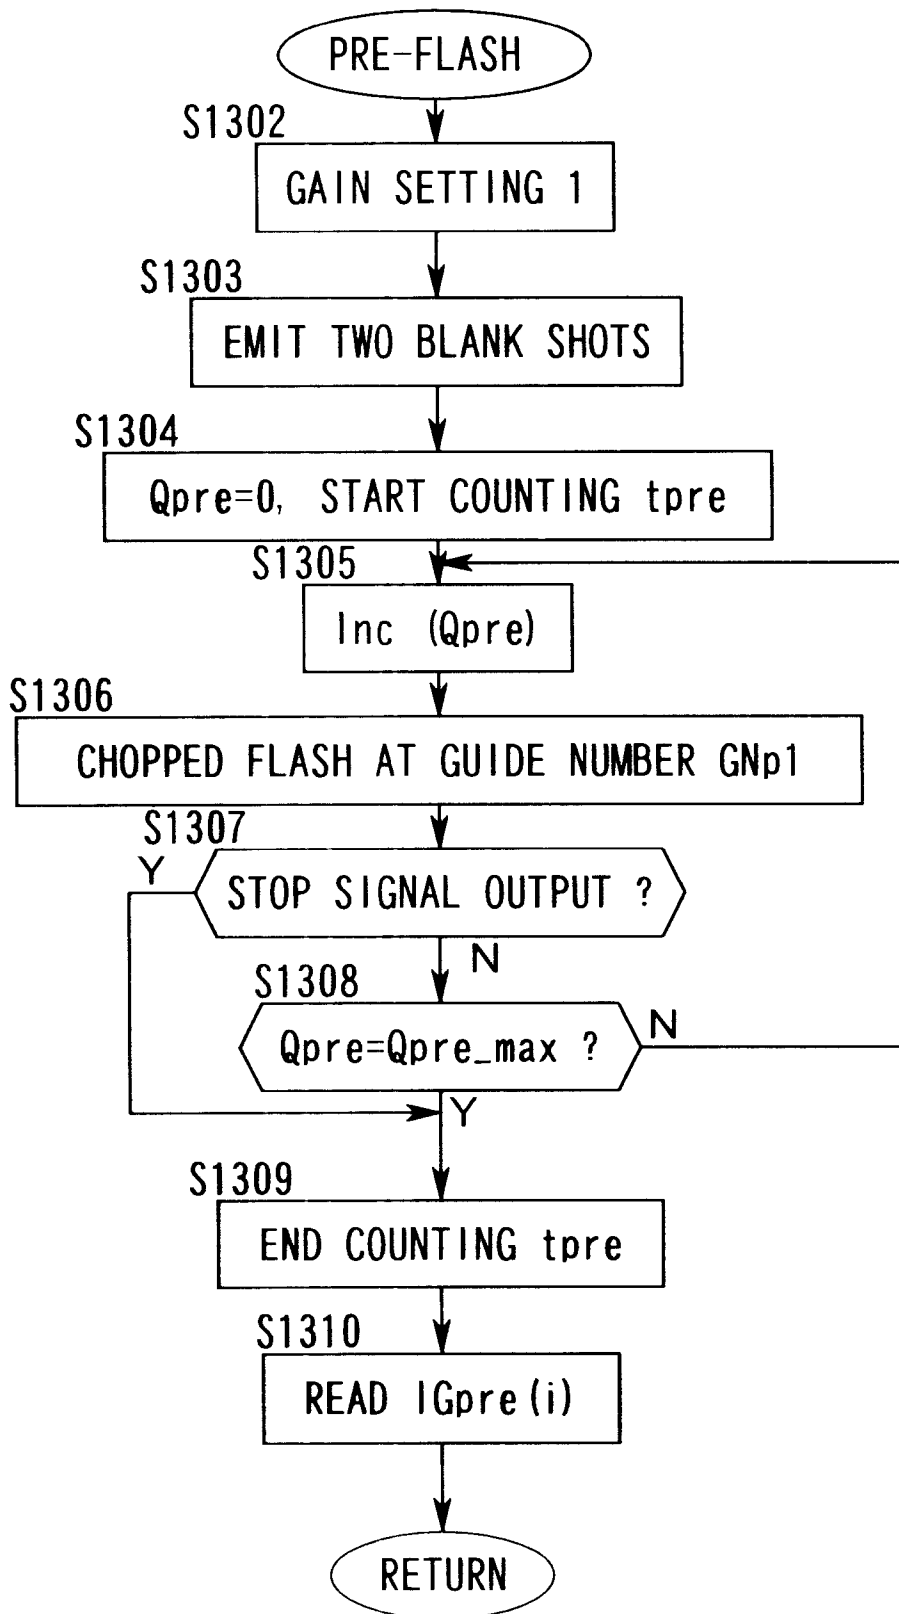 PRE-FLASH
S1302
GAIN SETTING 1
S1303
EMIT TWO BLANK SHOTS
S1304
Qpre=0, START COUNTING tpre
S1305
Inc (Qpre)
S1306
CHOPPED FLASH AT GUIDE NUMBER GNp1
S1307
Y
STOP SIGNAL OUTPUT ?
N
S1308
Qpre=Qpre_max ?
N
Y
S1309
END COUNTING tpre
S1310
READ IGpre(i)
RETURN